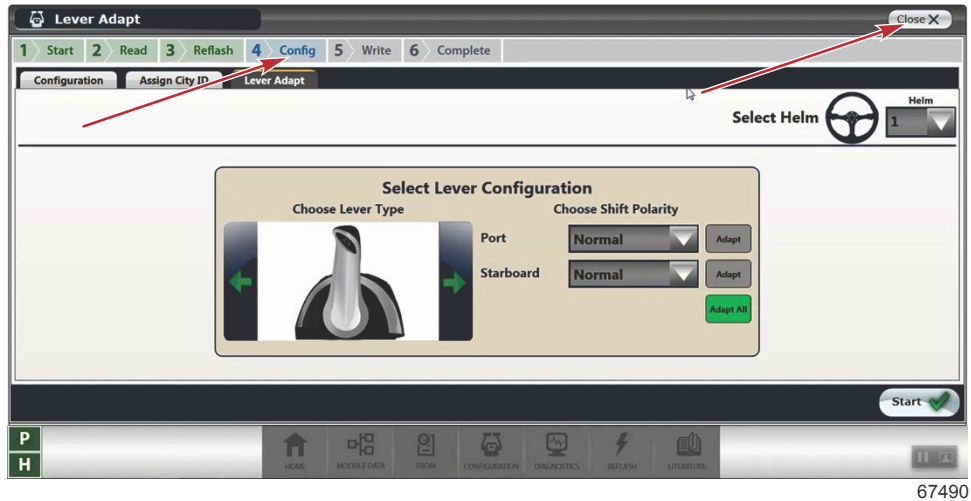 Lever Adapt
Close X
1 Start 2 Read 3 Reflash 4 Config 5 Write 6 Complete
Configuration Assign City ID Lever Adapt
Select Helm
Helm
1
Select Lever Configuration
Choose Lever Type Choose Shift Polarity
Port Normal Adapt
Starboard Normal Adapt
Adapt All
Start
P
H
HOME MODULE DATA EBOM CONFIGURATION DIAGNOSTICS REFLASH LITERATURE
67490